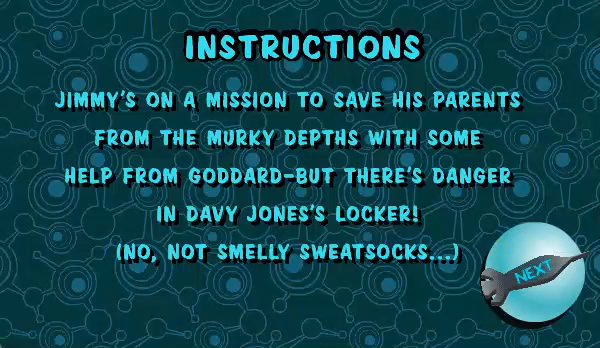 INSTRUCTIONS
JIMMY'S ON A MISSION TO SAVE HIS PARENTS
FROM THE MURKY DEPTHS WITH SOME
HELP FROM GODDARD-BUT THERE'S DANGER
IN DAVY JONES'S LOCKER!
(NO, NOT SMELLY SWEATSOCKS...)
NEXT